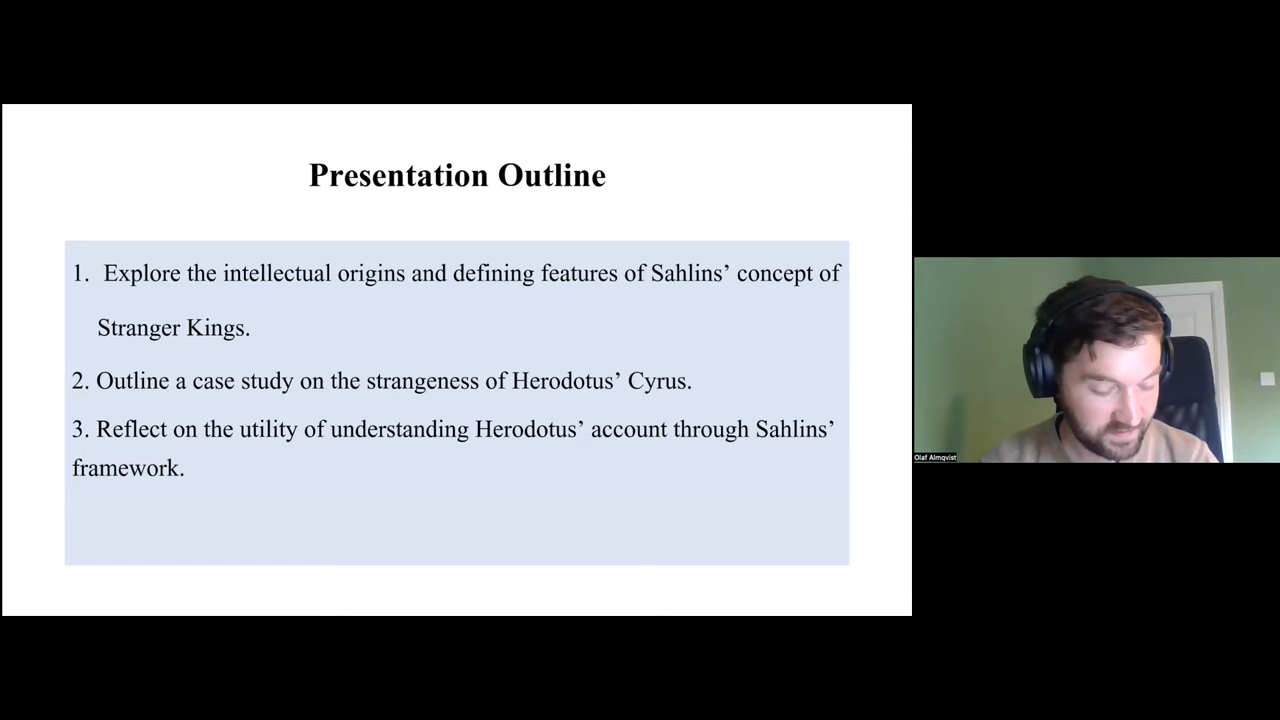 Presentation Outline
1. Explore the intellectual origins and defining features of Sahlins’ concept of
Stranger Kings.
2. Outline a case study on the strangeness of Herodotus’ Cyrus.
3. Reflect on the utility of understanding Herodotus’ account through Sahlins’
framework.
Olaf Almqvist